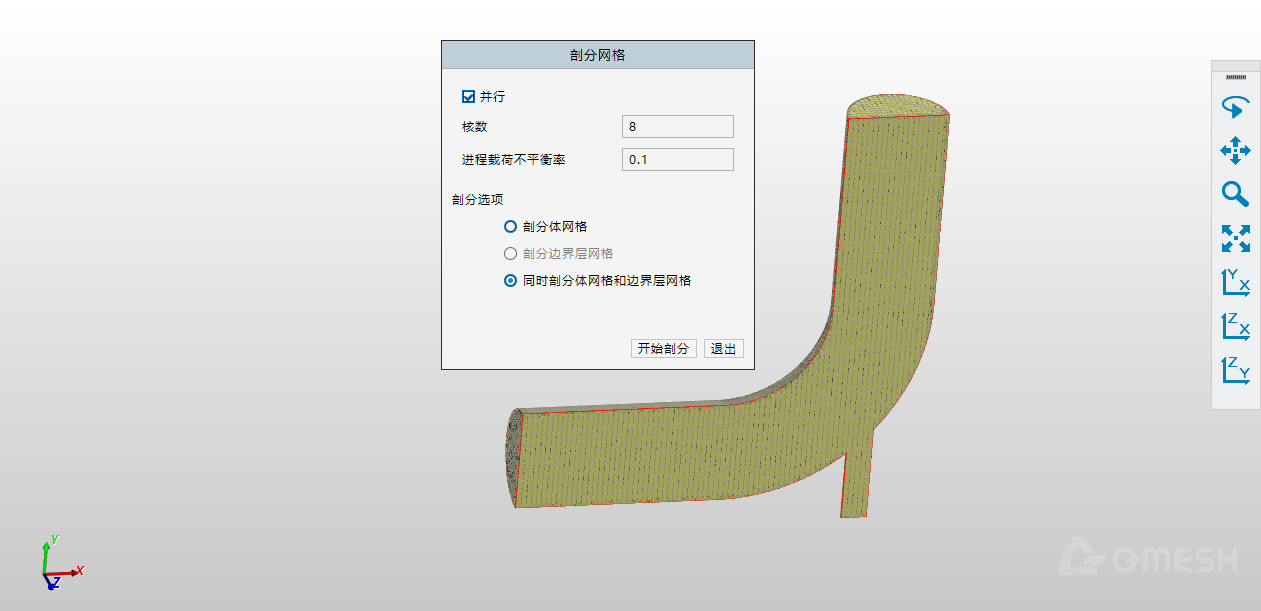 剖分网格
并行
核数 8
进程载荷不平衡率 0.1
剖分选项
剖分体网格
剖分边界层网格
同时剖分体网格和边界层网格
开始剖分 退出
Y X
Z X
Z Y
Y
X
Z
QMESH